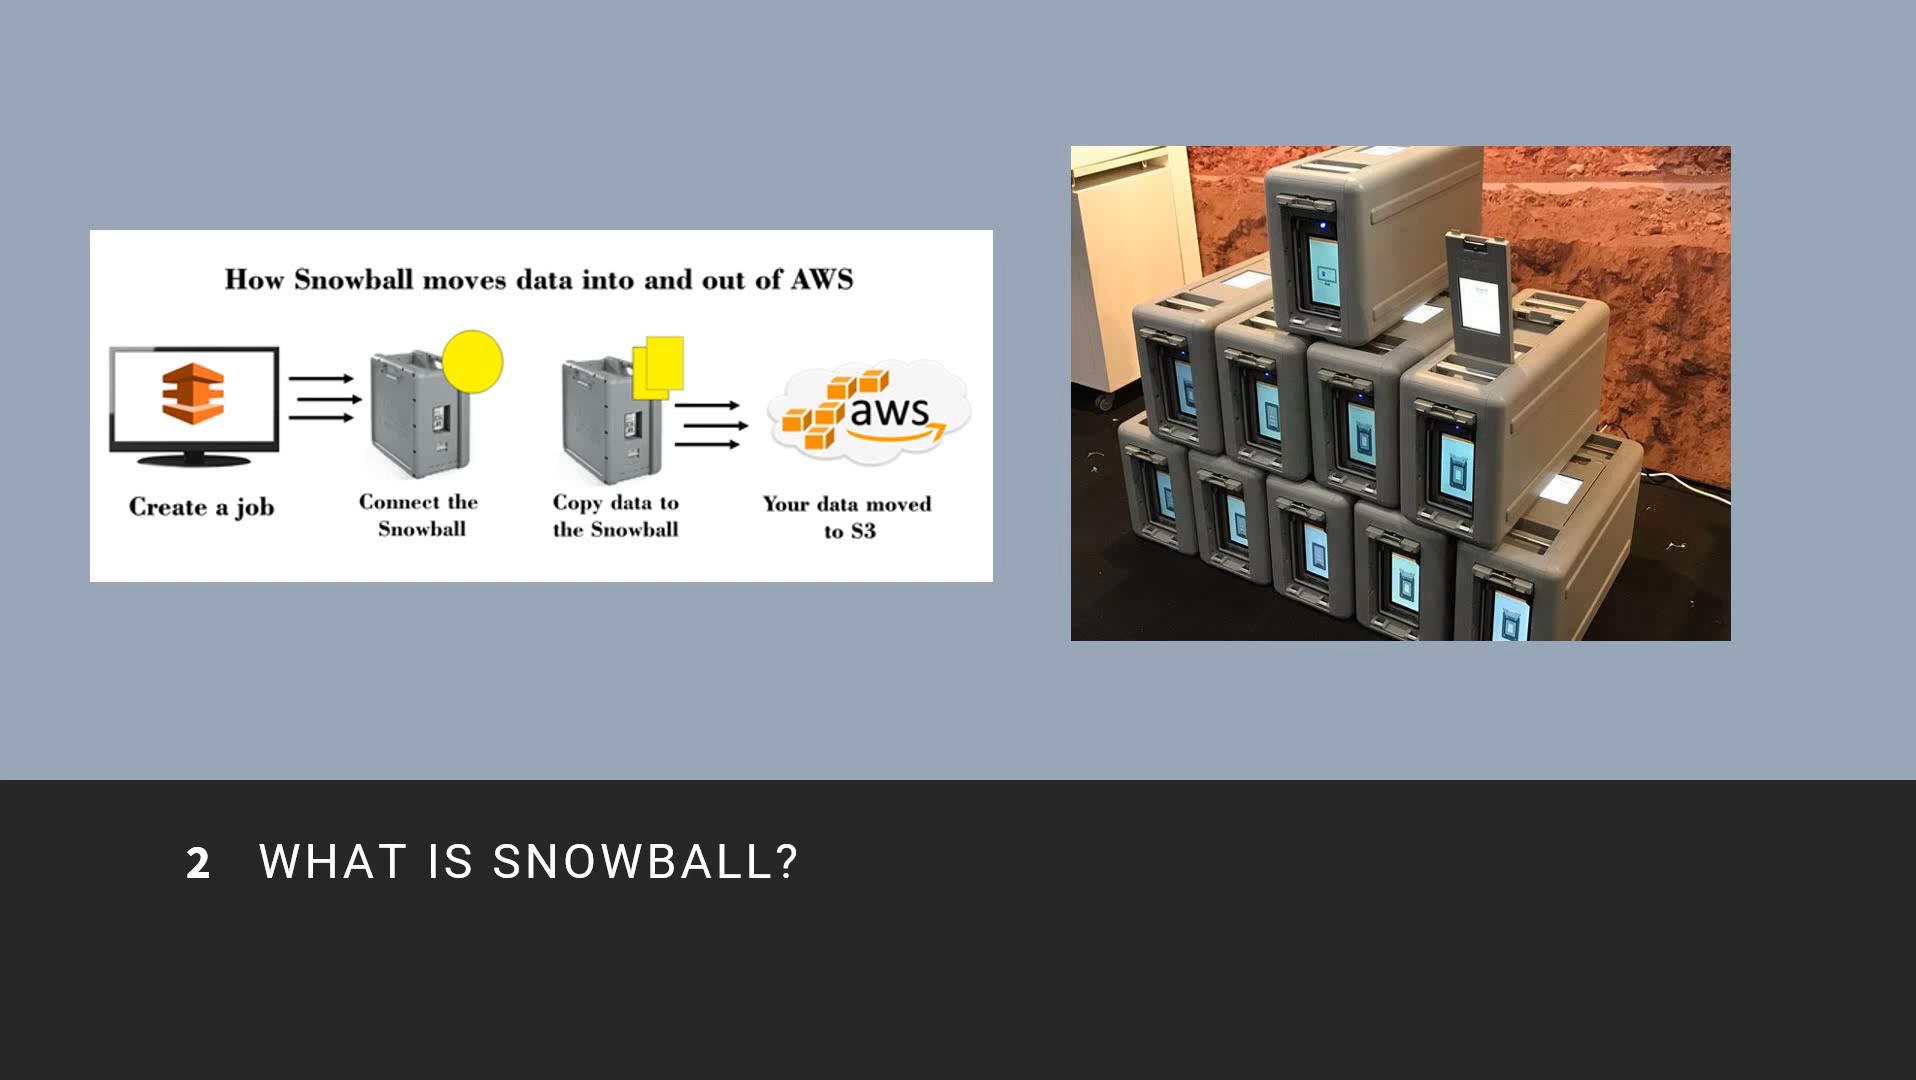 How Snowball moves data into and out of AWS
aws
Create a job
Connect the
Snowball
Copy data to
the Snowball
Your data moved
to S3
2 WHAT IS SNOWBALL?